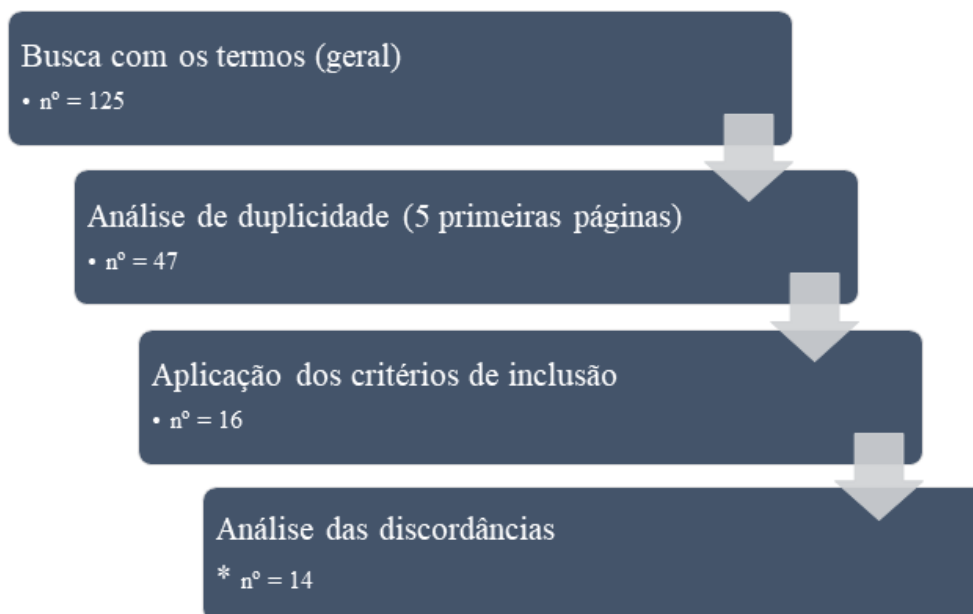 Busca com os termos (geral)
• nº = 125
Análise de duplicidade (5 primeiras páginas)
• nº = 47
Aplicação dos critérios de inclusão
• nº = 16
Análise das discordâncias
* nº = 14